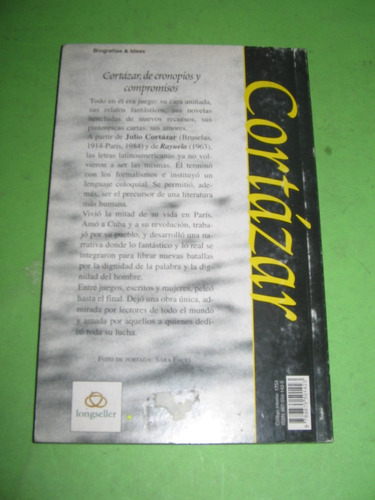 Biografías & Ideas
Cortázar, de cronopios y
compromisos
Todo en él era juego: su cara aniñada,
sus relatos fantásticos, sus novelas
mechadas de nuevos recursos, sus
pintorescas cartas, sus amores.
A partir de Julio Cortázar (Bruselas,
1914-París, 1984) y de Rayuela (1963),
las letras latinoamericanas ya no vol-
vieron a ser las mismas. Él terminó
con los formalismos e instituyó un
lenguaje coloquial. Se permitió, ade-
más, ser el precursor de una literatura
más humana.
Vivió la mitad de su vida en París.
Amó a Cuba y a su revolución, traba-
jó por su pueblo, y desarrolló una na-
rrativa donde lo fantástico y lo real se
integraron para librar nuevas batallas
por la dignidad de la palabra y la dig-
nidad del hombre.
Entre juegos, escritos y mujeres, peleó
hasta el final. Dejó una obra única, ad-
mirada por lectores de todo el mundo
y amada por aquellos a quienes dedi-
có toda su lucha.
Foto de portada: Sara Facio
longseller
Cortázar